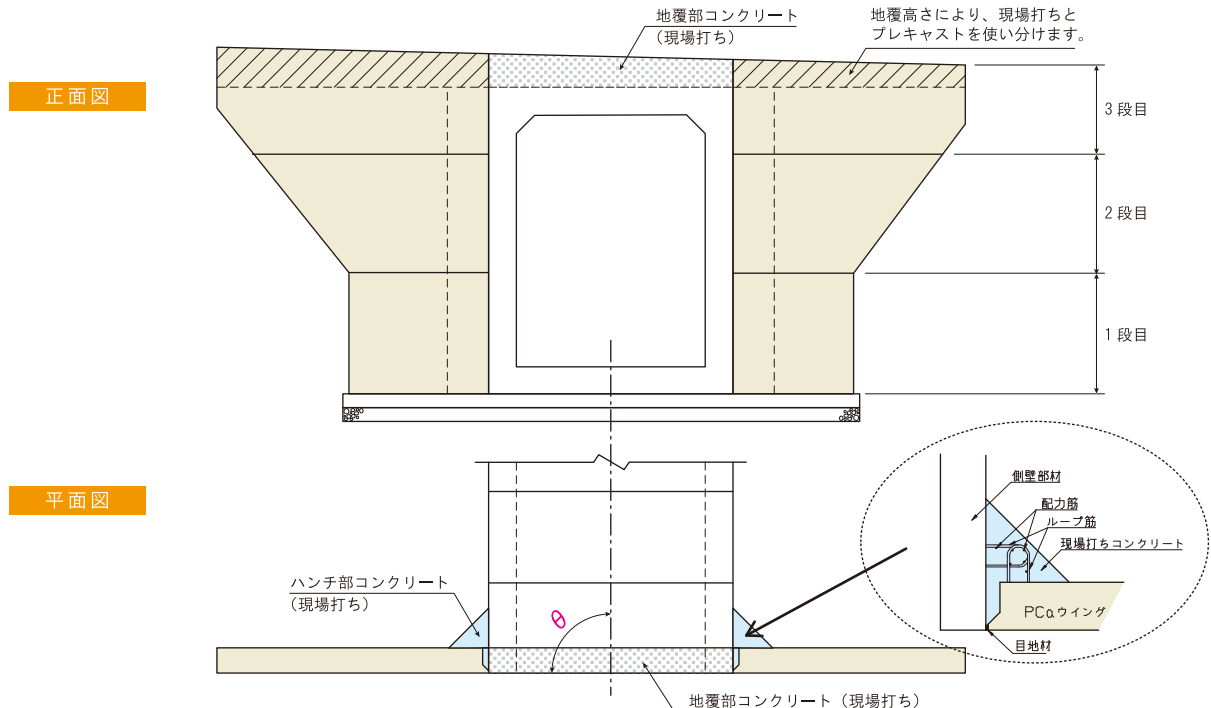 地覆部コンクリート
(現場打ち)
地覆高さにより、現場打ちと
プレキャストを使い分けます。
正面図
3段目
2段目
1段目
平面図
側壁部材
配力筋
ループ筋
現場打ちコンクリート
PCaウイング
目地材
ハンチ部コンクリート
(現場打ち)
θ
地覆部コンクリート(現場打ち)